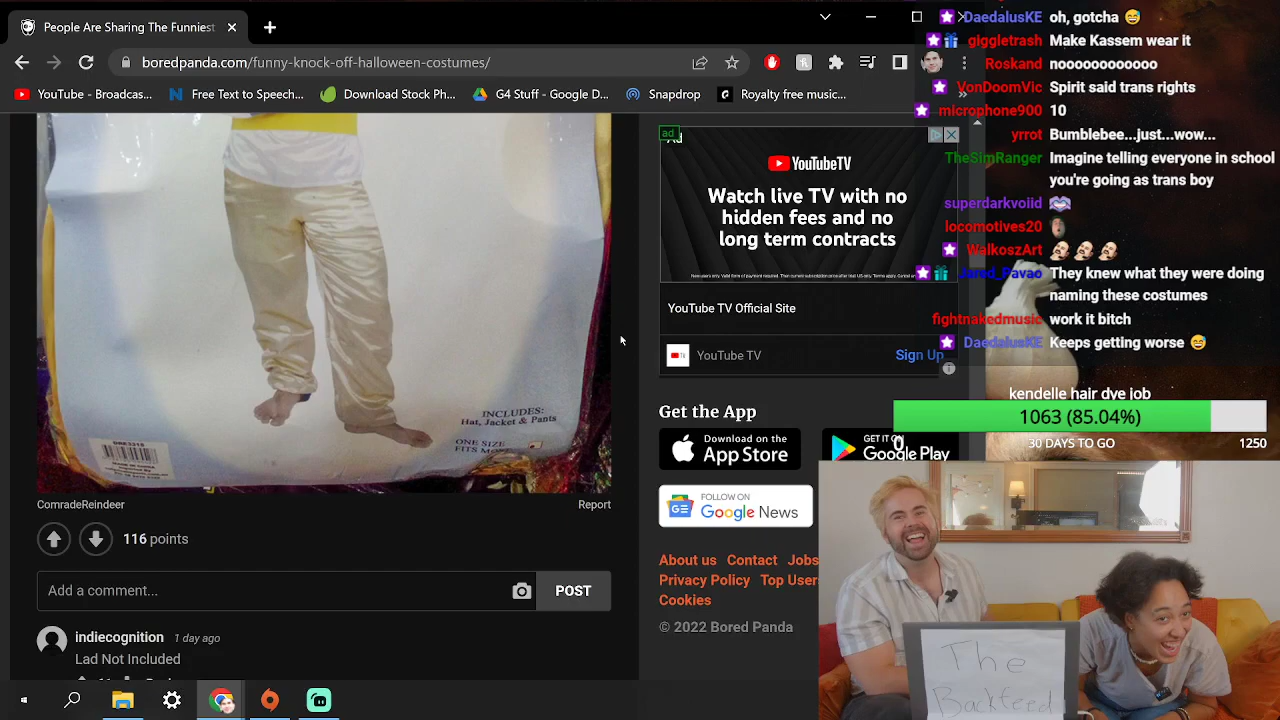 People Are Sharing The Funniest
boredpanda.com/funny-knock-off-halloween-costumes/
YouTube - Broadcas...
Free Texts to Conn...
Download Stock Ph...
G4 Stuff - Google D...
Snapdrop
Royalty free music...
»
INCLUDES:
Hat, Jacket & Pants
ONE SIZE
MADE IN CHINA
ComradeReindeer
Report
116 points
Add a comment...
POST
indiecognition 1 day ago
Lad Not Included
ad
YouTubeTV
Watch live TV with no
hidden fees and no
long term contracts
YouTube TV Official Site
YouTube TV
Sign Up
Get the App
Download on the
App Store
GET IT ON
Google Play
FOLLOW ON
Google News
About us Contact Jobs
Privacy Policy Top Users
Cookies
© 2022 Bored Panda
DaedalusKE oh, gotcha 😅
giggletrash Make Kassem wear it
Roskand nooooooooooo
VonDoomVic Spirit said trans rights
microphone900 10
yrrot Bumblebee...just...wow...
TheSimRanger Imagine telling everyone in school
you're going as trans boy
superdarkvoiid
locomotives20
WalkoszArt
Jared_Pavao They knew what they were doing
naming these costumes
fightnakedmusic work it bitch
DaedalusKE Keeps getting worse 😅
kendelle hair dye job
1063 (85.04%)
0
30 DAYS TO GO
1250
The
Backfeed